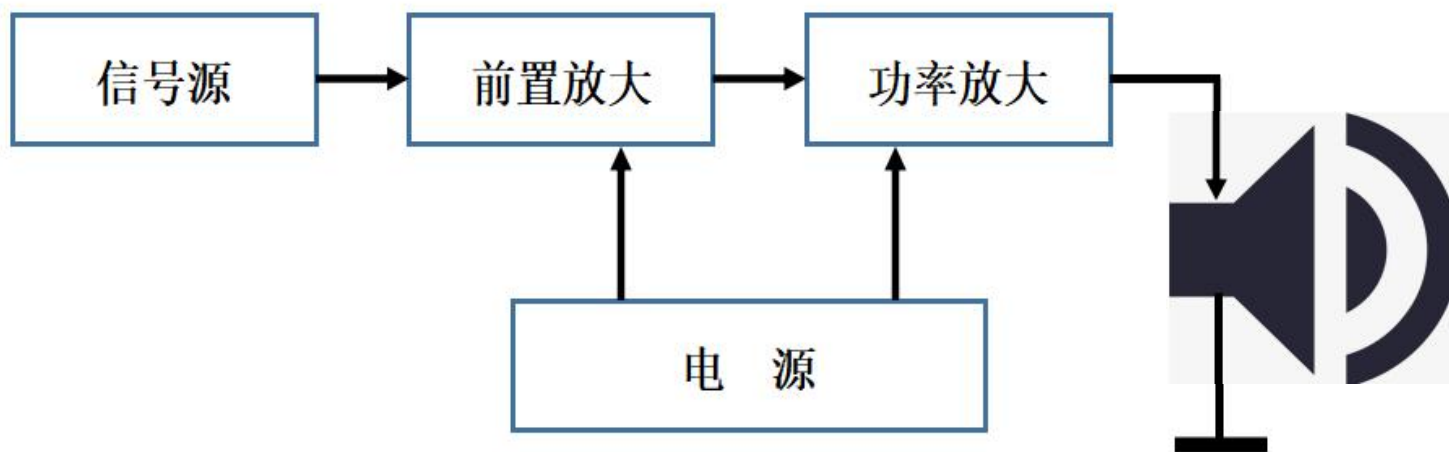 信号源
前置放大
功率放大
电 源